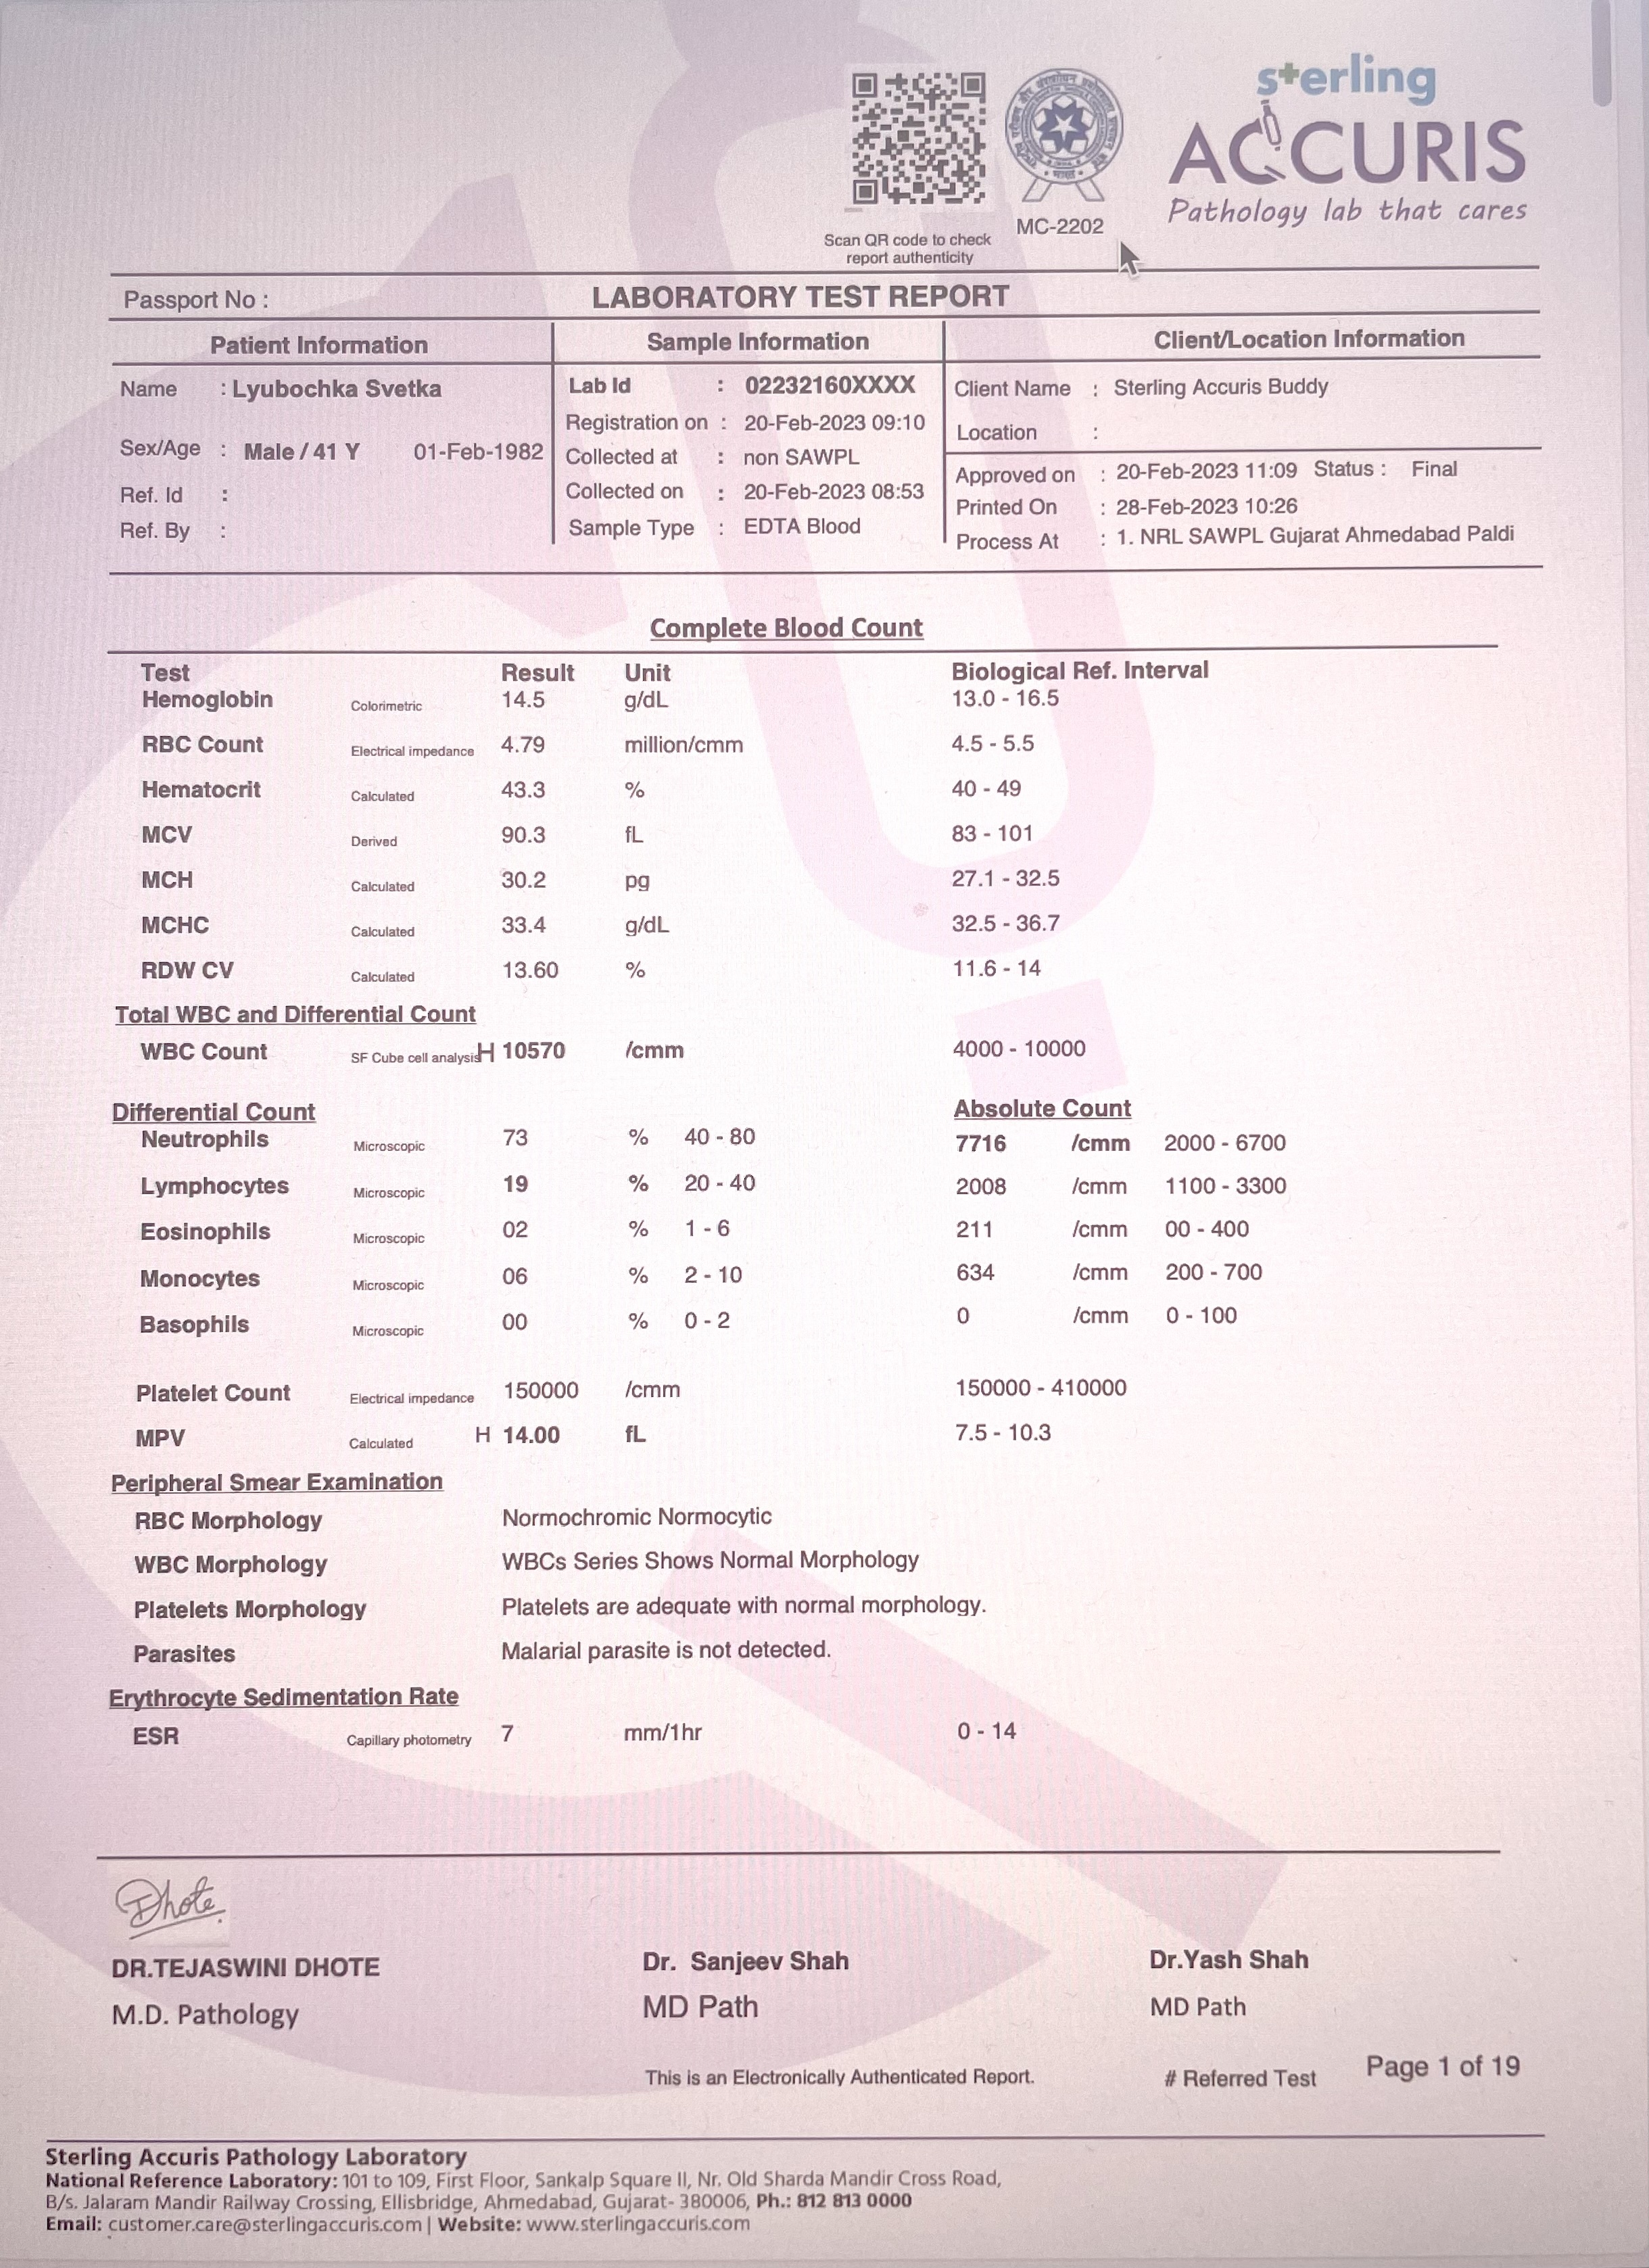 sterling
ACCURIS
Pathology lab that cares
MC-2202
Scan QR code to check
report authenticity
Passport No :
LABORATORY TEST REPORT
Patient Information
Name : Lyubochka Svetka
Sex/Age : Male / 41 Y 01-Feb-1982
Ref. Id :
Ref. By :
Sample Information
Lab Id : 02232160XXXX
Registration on : 20-Feb-2023 09:10
Collected at : non SAWPL
Collected on : 20-Feb-2023 08:53
Sample Type : EDTA Blood
Client/Location Information
Client Name : Sterling Accuris Buddy
Location :
Approved on : 20-Feb-2023 11:09 Status : Final
Printed On : 28-Feb-2023 10:26
Process At : 1. NRL SAWPL Gujarat Ahmedabad Paldi
Complete Blood Count
Test Result Unit Biological Ref. Interval
Hemoglobin Colorimetric 14.5 g/dL 13.0 - 16.5
RBC Count Electrical impedance 4.79 million/cmm 4.5 - 5.5
Hematocrit Calculated 43.3 % 40 - 49
MCV Derived 90.3 fL 83 - 101
MCH Calculated 30.2 pg 27.1 - 32.5
MCHC Calculated 33.4 g/dL 32.5 - 36.7
RDW CV Calculated 13.60 % 11.6 - 14
Total WBC and Differential Count
WBC Count SF Cube cell analysis H 10570 /cmm 4000 - 10000
Differential Count Absolute Count
Neutrophils Microscopic 73 % 40 - 80 7716 /cmm 2000 - 6700
Lymphocytes Microscopic 19 % 20 - 40 2008 /cmm 1100 - 3300
Eosinophils Microscopic 02 % 1 - 6 211 /cmm 00 - 400
Monocytes Microscopic 06 % 2 - 10 634 /cmm 200 - 700
Basophils Microscopic 00 % 0 - 2 0 /cmm 0 - 100
Platelet Count Electrical impedance 150000 /cmm 150000 - 410000
MPV Calculated H 14.00 fL 7.5 - 10.3
Peripheral Smear Examination
RBC Morphology Normochromic Normocytic
WBC Morphology WBCs Series Shows Normal Morphology
Platelets Morphology Platelets are adequate with normal morphology.
Parasites Malarial parasite is not detected.
Erythrocyte Sedimentation Rate
ESR Capillary photometry 7 mm/1hr 0 - 14
Dhote
DR.TEJASWINI DHOTE
M.D. Pathology
Dr. Sanjeev Shah
MD Path
Dr.Yash Shah
MD Path
This is an Electronically Authenticated Report.
# Referred Test
Page 1 of 19
Sterling Accuris Pathology Laboratory
National Reference Laboratory: 101 to 109, First Floor, Sankalp Square II, Nr. Old Sharda Mandir Cross Road,
B/s. Jalaram Mandir Railway Crossing, Ellisbridge, Ahmedabad, Gujarat- 380006, Ph.: 812 813 0000
Email: customer.care@sterlingaccuris.com | Website: www.sterlingaccuris.com